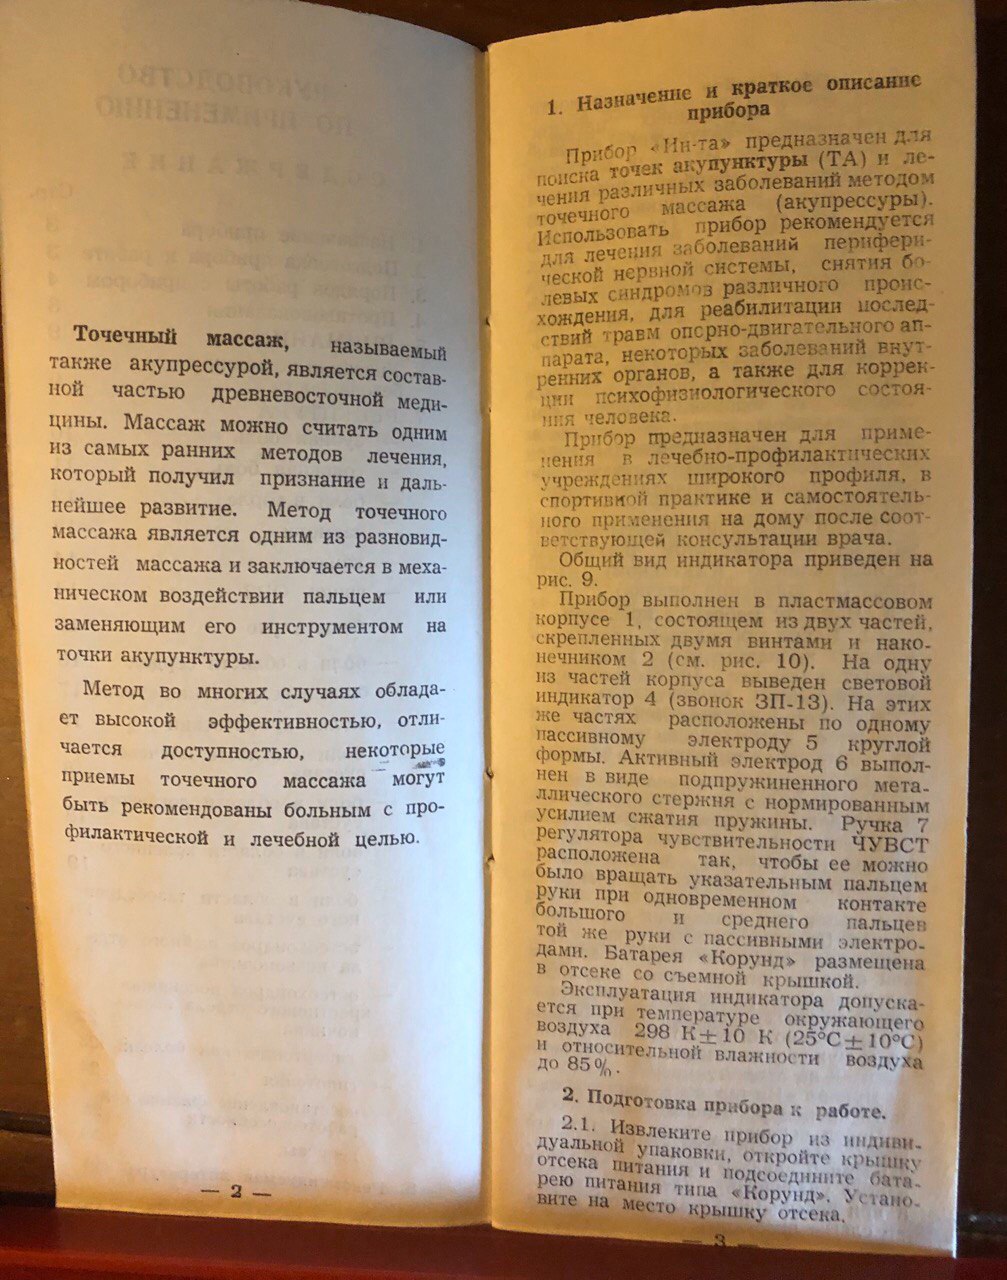 Точечный массаж, называемый
также акупрессурой, является состав-
ной частью древневосточной меди-
цины. Массаж можно считать одним
из самых ранних методов лечения,
который получил признание и даль-
нейшее развитие. Метод точечного
массажа является одним из разновид-
ностей массажа и заключается в меха-
ническом воздействии пальцем или
заменяющим его инструментом на
точки акупунктуры.
Метод во многих случаях облада-
ет высокой эффективностью, отли-
чается доступностью, некоторые
приемы точечного массажа могут
быть рекомендованы больным с про-
филактической и лечебной целью.
— 2 —
1. Назначение и краткое описание
прибора
Прибор «Ин-та» предназначен для
поиска точек акупунктуры (ТА) и ле-
чения различных заболеваний методом
точечного массажа (акупрессуры).
Использовать прибор рекомендуется
для лечения заболеваний перифери-
ческой нервной системы, снятия бо-
левых синдромов различного проис-
хождения, для реабилитации послед-
ствий травм опорно-двигательного ап-
парата, некоторых заболеваний внут-
ренних органов, а также для коррек-
ции психофизиологического состоя-
ния человека.
Прибор предназначен для приме-
нения в лечебно-профилактических
учреждениях широкого профиля, в
спортивной практике и самостоятель-
ного применения на дому после соот-
ветствующей консультации врача.
Общий вид индикатора приведен на
рис. 9.
Прибор выполнен в пластмассовом
корпусе 1, состоящем из двух частей,
скрепленных двумя винтами и нако-
нечником 2 (см. рис. 10). На одну
из частей корпуса выведен световой
индикатор 4 (звонок ЗП-13). На этих
же частях расположены по одному
пассивному электроду 5 круглой
формы. Активный электрод 6 выпол-
нен в виде подпружиненного мета-
ллического стержня с нормированным
усилием сжатия пружины. Ручка 7
регулятора чувствительности ЧУВСТ
расположена так, чтобы ее можно
было вращать указательным пальцем
руки при одновременном контакте
большого и среднего пальцев
той же руки с пассивными электро-
дами. Батарея «Корунд» размещена
в отсеке со съемной крышкой.
Эксплуатация индикатора допуска-
ется при температуре окружающего
воздуха 298 К±10 К (25°С±10°С)
и относительной влажности воздуха
до 85%.
2. Подготовка прибора к работе.
2.1. Извлеките прибор из индиви-
дуальной упаковки, откройте крышку
отсека питания и подсоедините бата-
рею питания типа «Корунд». Устано-
вите на место крышку отсека.
— 3 —